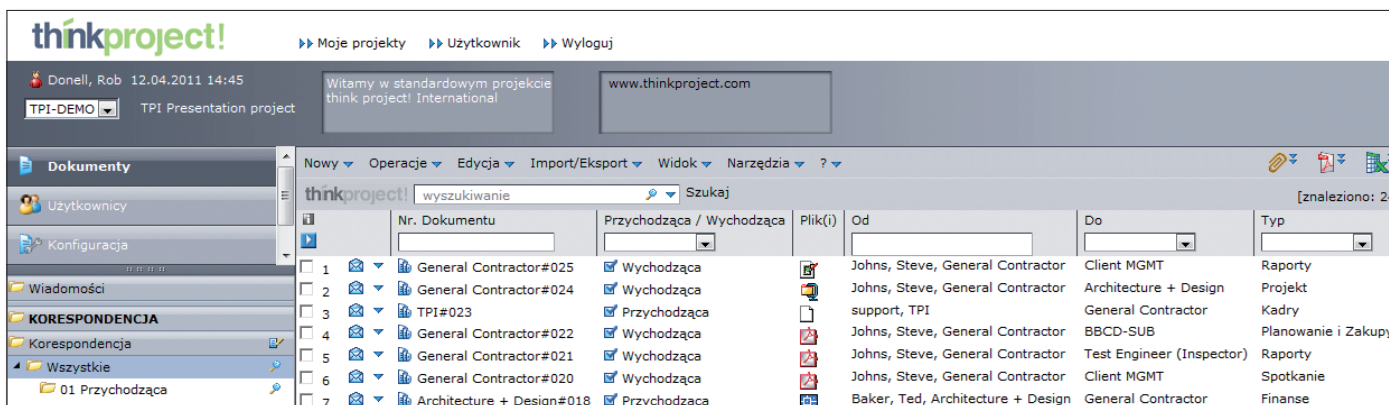 thinkproject!
Moje projekty Użytkownik Wyloguj
Donell, Rob 12.04.2011 14:45
TPI-DEMO TPI Presentation project
Witamy w standardowym projekcie
think project! International
www.thinkproject.com
Dokumenty
Użytkownicy
Konfiguracja
Wiadomości
KORESPONDENCJA
Korespondencja
Wszystkie
01 Przychodząca
Nowy Operacje Edycja Import/Eksport Widok Narzędzia ?
thinkproject! wyszukiwanie Szukaj
[znaleziono: 2
Nr. Dokumentu Przychodząca / Wychodząca Plik(i) Od Do Typ
1 General Contractor#025 Wychodząca Johns, Steve, General Contractor Client MGMT Raporty
2 General Contractor#024 Wychodząca Johns, Steve, General Contractor Architecture + Design Projekt
3 TPI#023 Przychodząca support, TPI General Contractor Kadry
4 General Contractor#022 Wychodząca Johns, Steve, General Contractor BBCD-SUB Planowanie i Zakupy
5 General Contractor#021 Wychodząca Johns, Steve, General Contractor Test Engineer (Inspector) Raporty
6 General Contractor#020 Wychodząca Johns, Steve, General Contractor Client MGMT Spotkanie
7 Architecture + Design#018 Przychodząca Baker, Ted, Architecture + Design General Contractor Finanse